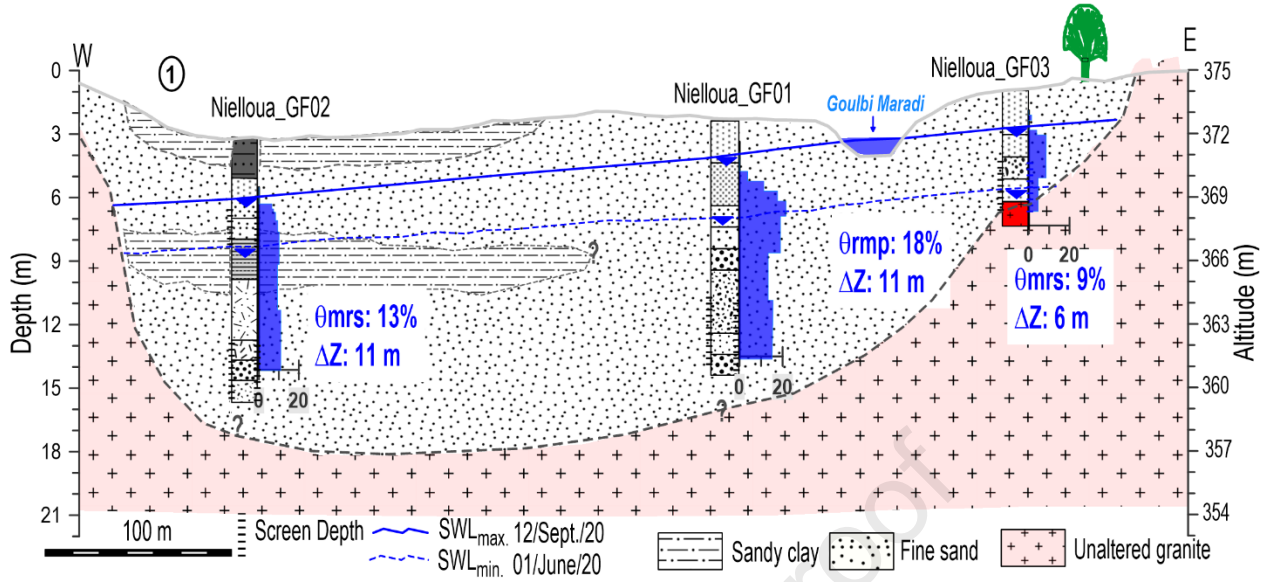 W
E
1
Nielloua_GF02
Nielloua_GF01
Nielloua_GF03
Goulbi Maradi
0
3
6
9
12
15
18
21
Depth (m)
375
372
369
366
363
360
357
354
Altitude (m)
θmrs: 13%
ΔZ: 11 m
θrmp: 18%
ΔZ: 11 m
θmrs: 9%
ΔZ: 6 m
?
?
?
0 20
0 20
0 20
100 m
Screen Depth
SWLmax. 12/Sept./20
SWLmin. 01/June/20
Sandy clay
Fine sand
Unaltered granite
oof